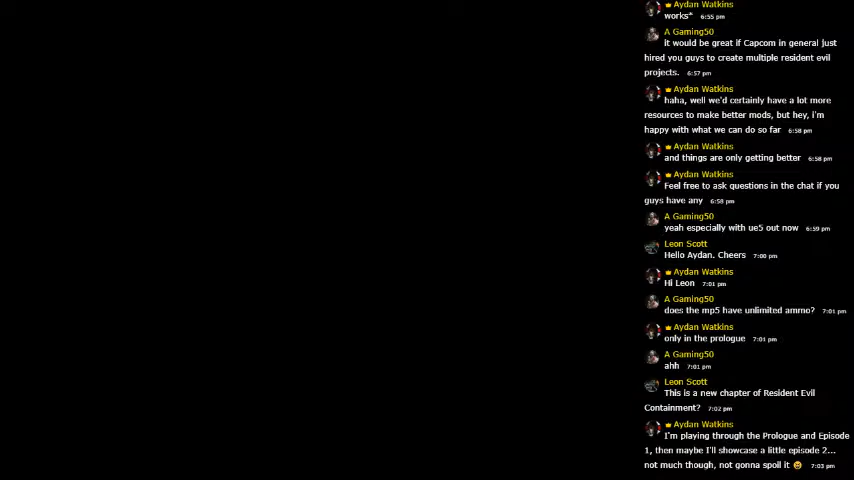 Aydan Watkins
works* 6:55 pm
A Gaming50
it would be great if Capcom in general just
hired you guys to create multiple resident evil
projects. 6:57 pm
Aydan Watkins
haha, well we'd certainly have a lot more
resources to make better mods, but hey, i'm
happy with what we can do so far 6:58 pm
Aydan Watkins
and things are only getting better 6:58 pm
Aydan Watkins
Feel free to ask questions in the chat if you
guys have any 6:58 pm
A Gaming50
yeah especially with ue5 out now 6:59 pm
Leon Scott
Hello Aydan. Cheers 7:00 pm
Aydan Watkins
Hi Leon 7:01 pm
A Gaming50
does the mp5 have unlimited ammo? 7:01 pm
Aydan Watkins
only in the prologue 7:01 pm
A Gaming50
ahh 7:01 pm
Leon Scott
This is a new chapter of Resident Evil
Containment? 7:02 pm
Aydan Watkins
I'm playing through the Prologue and Episode
1, then maybe I'll showcase a little episode 2...
not much though, not gonna spoil it 😀 7:03 pm